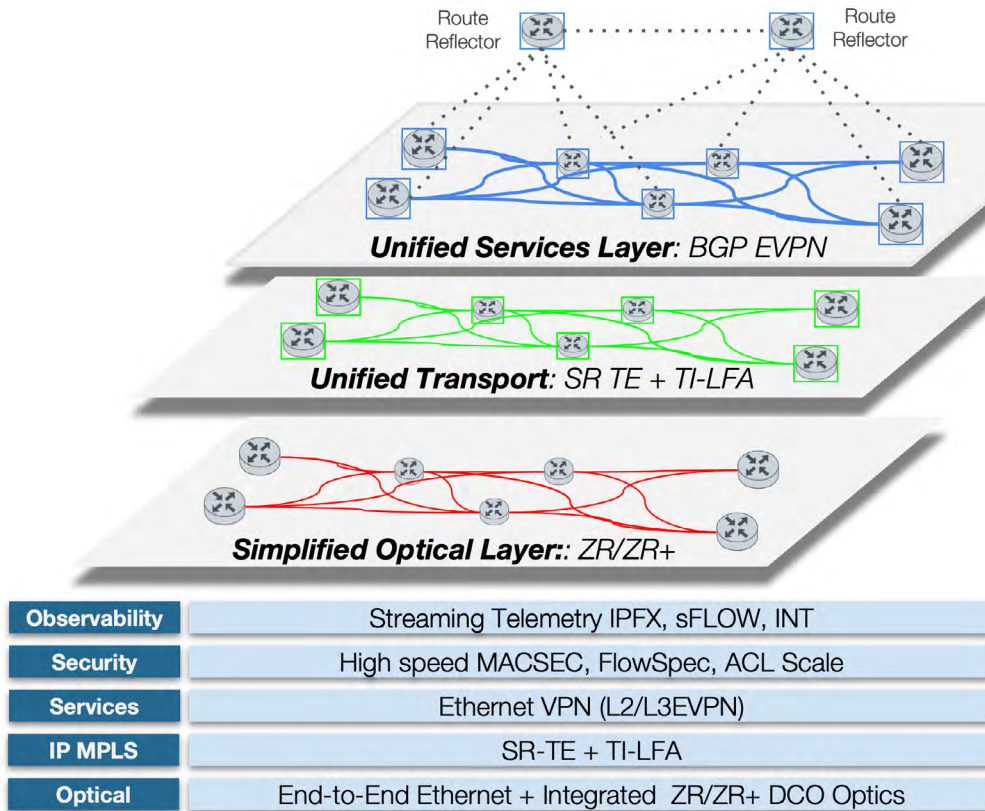 Route
Reflector
Route
Reflector
Unified Services Layer: BGP EVPN
Unified Transport: SR TE + TI-LFA
Simplified Optical Layer:: ZR/ZR+
Observability
Streaming Telemetry IPFX, sFLOW, INT
Security
High speed MACSEC, FlowSpec, ACL Scale
Services
Ethernet VPN (L2/L3EVPN)
IP MPLS
SR-TE + TI-LFA
Optical
End-to-End Ethernet + Integrated ZR/ZR+ DCO Optics